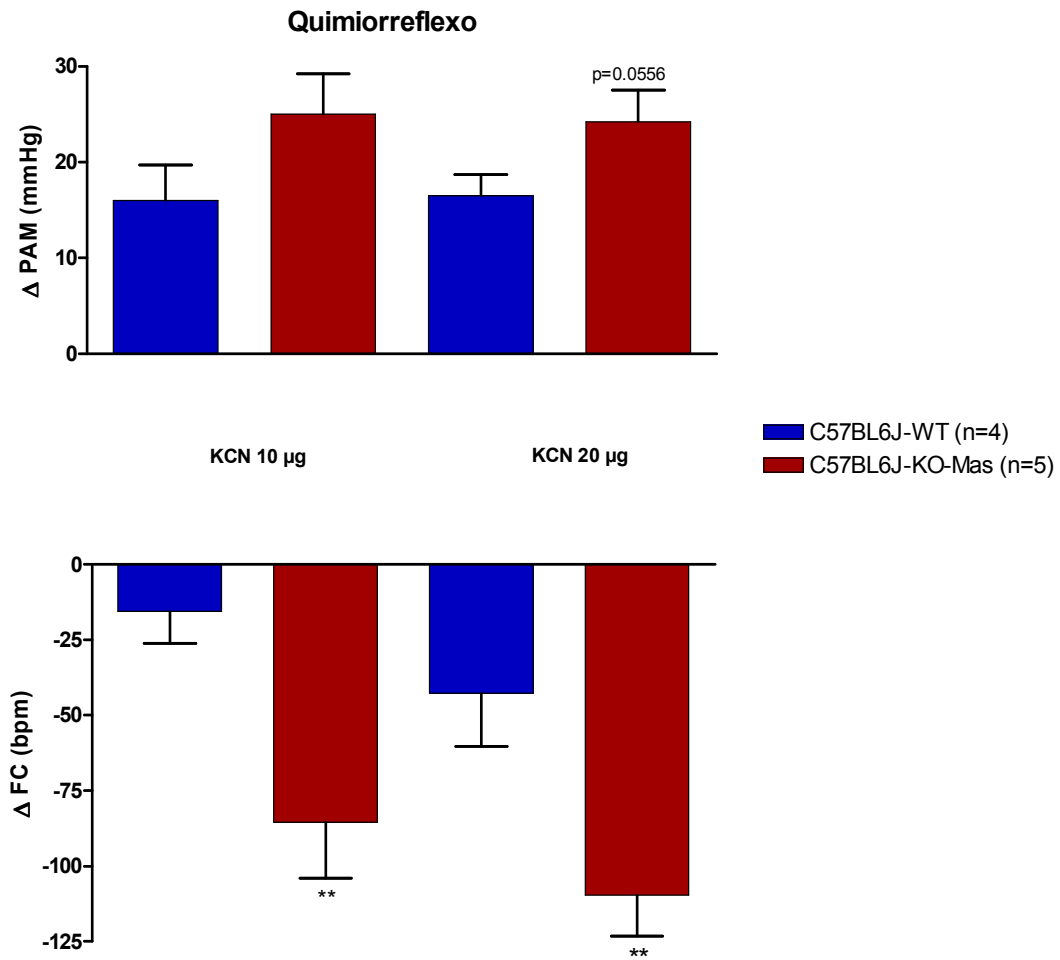 Quimiorreflexo
Δ PAM (mmHg)
30
20
10
0
p=0.0556
KCN 10 µg
KCN 20 µg
C57BL6J-WT (n=4)
C57BL6J-KO-Mas (n=5)
Δ FC (bpm)
0
-25
-50
-75
-100
-125
**
**